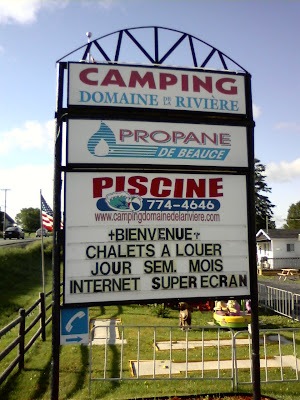 CAMPING
DOMAINE DE LA RIVIÈRE
PROPANE
DE BEAUCE
PISCINE
774-4646
www.campingdomainedelariviere.com
+BIENVENUE+
CHALETS A LOUER
JOUR SEM. MOIS
INTERNET SUPER ECRAN